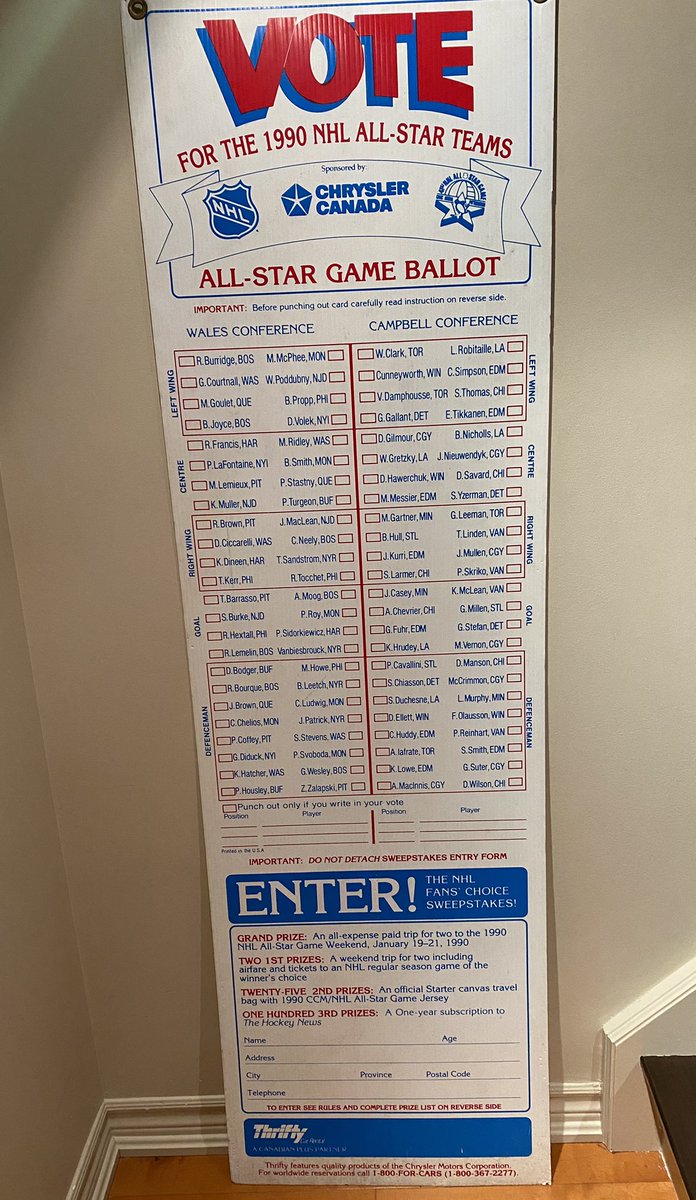 VOTE
FOR THE 1990 NHL ALL-STAR TEAMS
Sponsored by:
NHL
CHRYSLER
CANADA
ALL-STAR GAME BALLOT
IMPORTANT: Before punching out card carefully read instruction on reverse side.
WALES CONFERENCE CAMPBELL CONFERENCE
LEFT WING
R.Burridge, BOS M.McPhee, MON W.Clark, TOR L.Robitaille, LA
G.Courtnall, WAS W.Poddubny, NJD Cunneyworth, WIN C.Simpson, EDM
M.Goulet, QUE B.Propp, PHI V.Damphousse, TOR S.Thomas, CHI
B.Joyce, BOS D.Volek, NYI G.Gallant, DET E.Tikkanen, EDM
LEFT WING
CENTRE
R.Francis, HAR M.Ridley, WAS D.Gilmour, CGY B.Nicholls, LA
P.LaFontaine, NYI B.Smith, MON W.Gretzky, LA J.Nieuwendyk, CGY
M.Lemieux, PIT P.Stastny, QUE D.Hawerchuk, WIN D.Savard, CHI
K.Muller, NJD P.Turgeon, BUF M.Messier, EDM S.Yzerman, DET
CENTRE
RIGHT WING
R.Brown, PIT J.MacLean, NJD M.Gartner, MIN G.Leeman, TOR
D.Ciccarelli, WAS C.Neely, BOS B.Hull, STL T.Linden, VAN
K.Dineen, HAR T.Sandstrom, NYR J.Kurri, EDM J.Mullen, CGY
T.Kerr, PHI R.Tocchet, PHI S.Larmer, CHI P.Skriko, VAN
RIGHT WING
GOAL
T.Barrasso, PIT A.Moog, BOS J.Casey, MIN K.McLean, VAN
S.Burke, NJD P.Roy, MON A.Chevrier, CHI G.Millen, STL
R.Hextall, PHI P.Sidorkiewicz, HAR G.Fuhr, EDM G.Stefan, DET
R.Lemelin, BOS Vanbiesbrouck, NYR K.Hrudey, LA M.Vernon, CGY
GOAL
DEFENCEMAN
D.Bodger, BUF M.Howe, PHI P.Cavallini, STL D.Manson, CHI
R.Bourque, BOS B.Leetch, NYR S.Chiasson, DET McCrimmon, CGY
J.Brown, QUE C.Ludwig, MON S.Duchesne, LA L.Murphy, MIN
C.Chelios, MON J.Patrick, NYR D.Ellett, WIN F.Olausson, WIN
P.Coffey, PIT S.Stevens, WAS C.Huddy, EDM P.Reinhart, VAN
G.Diduck, NYI P.Svoboda, MON A.Iafrate, TOR S.Smith, EDM
K.Hatcher, WAS G.Wesley, BOS K.Lowe, EDM G.Suter, CGY
P.Housley, BUF Z.Zalapski, PIT A.MacInnis, CGY D.Wilson, CHI
DEFENCEMAN
Punch out only if you write in your vote
Position Player Position Player
Printed in the U.S.A
IMPORTANT: DO NOT DETACH SWEEPSTAKES ENTRY FORM
ENTER! THE NHL
FANS' CHOICE
SWEEPSTAKES!
GRAND PRIZE: An all-expense paid trip for two to the 1990
NHL All-Star Game Weekend, January 19-21, 1990
TWO 1ST PRIZES: A weekend trip for two including
airfare and tickets to an NHL regular season game of the
winner's choice
TWENTY-FIVE 2ND PRIZES: An official Starter canvas travel
bag with 1990 CCM/NHL All-Star Game Jersey
ONE HUNDRED 3RD PRIZES: A One-year subscription to
The Hockey News
Name Age
Address
City Province Postal Code
Telephone
TO ENTER SEE RULES AND COMPLETE PRIZE LIST ON REVERSE SIDE
Thrifty
Car Rental
A CANADIAN PLUS PARTNER
Thrifty features quality products of the Chrysler Motors Corporation.
For worldwide reservations call 1-800-FOR-CARS (1-800-367-2277).